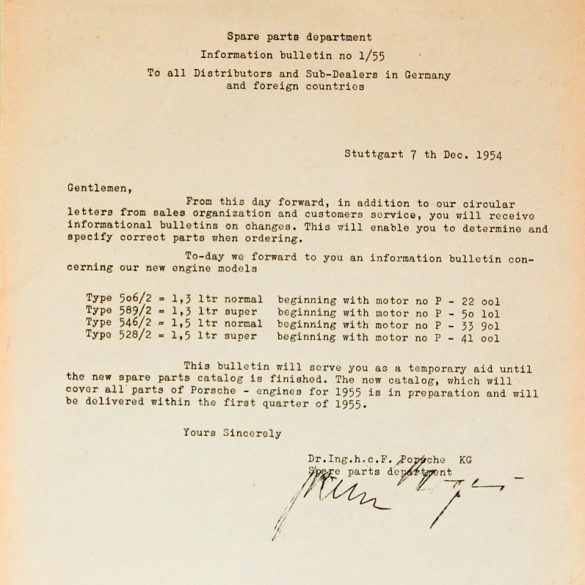 Spare parts department
Information bulletin no 1/55
To all Distributors and Sub-Dealers in Germany
and foreign countries
Stuttgart 7 th Dec. 1954
Gentlemen,
From this day forward, in addition to our circular
letters from sales organization and customers service, you will receive
informational bulletins on changes. This will enable you to determine and
specify correct parts when ordering.
To-day we forward to you an information bulletin con-
cerning our new engine models
Type 5o6/2 = 1,3 ltr normal beginning with motor no P - 22 ool
Type 589/2 = 1,3 ltr super beginning with motor no P - 5o lol
Type 546/2 = 1,5 ltr normal beginning with motor no P - 33 9ol
Type 528/2 = 1,5 ltr super beginning with motor no P - 41 ool
This bulletin will serve you as a temporary aid until
the new spare parts catalog is finished. The new catalog, which will
cover all parts of Porsche - engines for 1955 is in preparation and will
be delivered within the first quarter of 1955.
Yours Sincerely
Dr.Ing.h.c.F. Porsche KG
Spare parts department